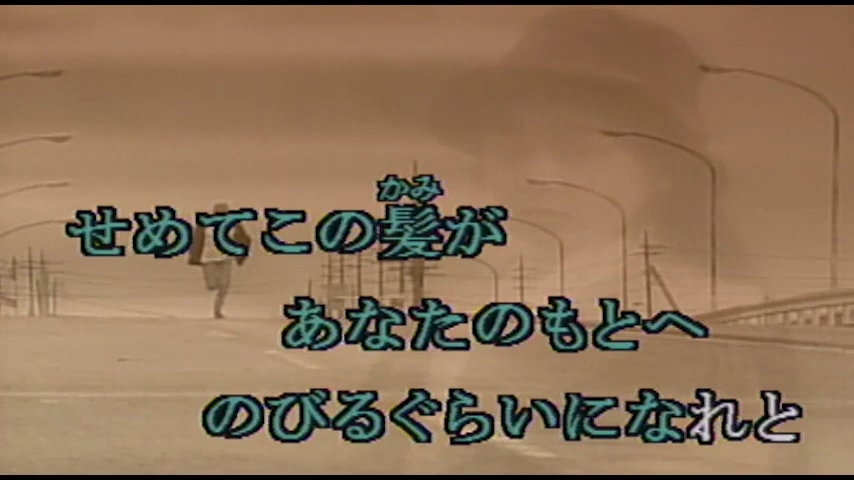 かみ
せめてこの髪が
あなたのもとへ
のびるぐらいになれと